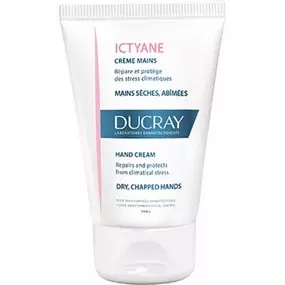 ICTYANE
CRÈME MAINS
Répare et protège
des stress climatiques
MAINS SÈCHES, ABÎMÉES
DUCRAY
LABORATOIRES DERMATOLOGIQUES
HAND CREAM
Repairs and protects
from climatical stress
DRY, CHAPPED HANDS